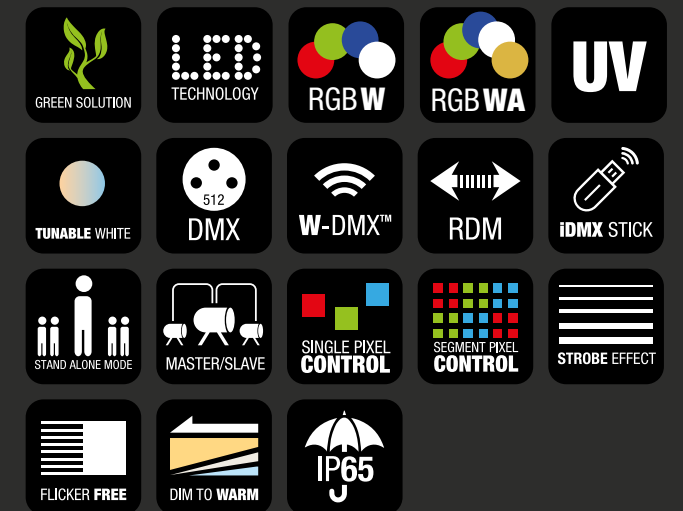 GREEN SOLUTION
LED
TECHNOLOGY
RGBW
RGBWA
UV
TUNABLE WHITE
512
DMX
W-DMX™
RDM
iDMX STICK
STAND ALONE MODE
MASTER/SLAVE
SINGLE PIXEL
CONTROL
SEGMENT PIXEL
CONTROL
STROBE EFFECT
FLICKER FREE
DIM TO WARM
IP65